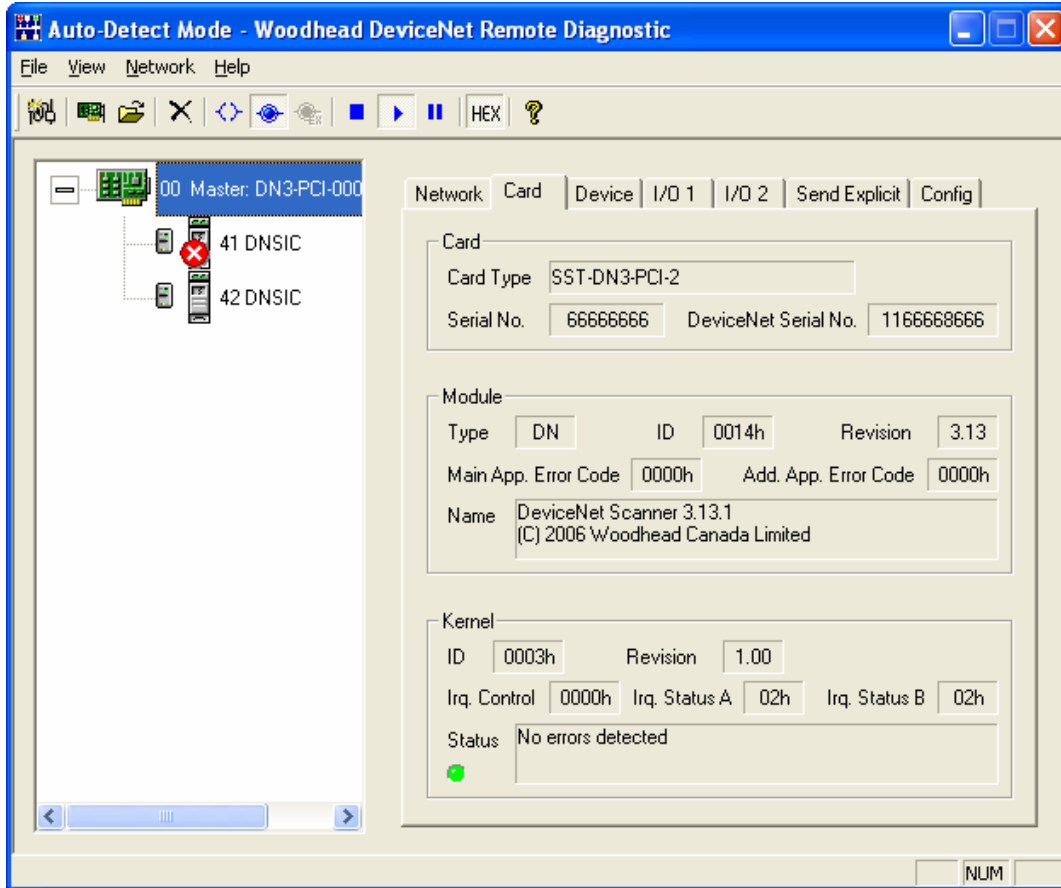 Auto-Detect Mode - Woodhead DeviceNet Remote Diagnostic
File View Network Help
HEX
00 Master: DN3-PCI-000
41 DNSIC
42 DNSIC
Network Card Device I/O 1 I/O 2 Send Explicit Config
Card
Card Type SST-DN3-PCI-2
Serial No. 66666666 DeviceNet Serial No. 1166668666
Module
Type DN ID 0014h Revision 3.13
Main App. Error Code 0000h Add. App. Error Code 0000h
Name DeviceNet Scanner 3.13.1
(C) 2006 Woodhead Canada Limited
Kernel
ID 0003h Revision 1.00
Irq. Control 0000h Irq. Status A 02h Irq. Status B 02h
Status No errors detected
NUM